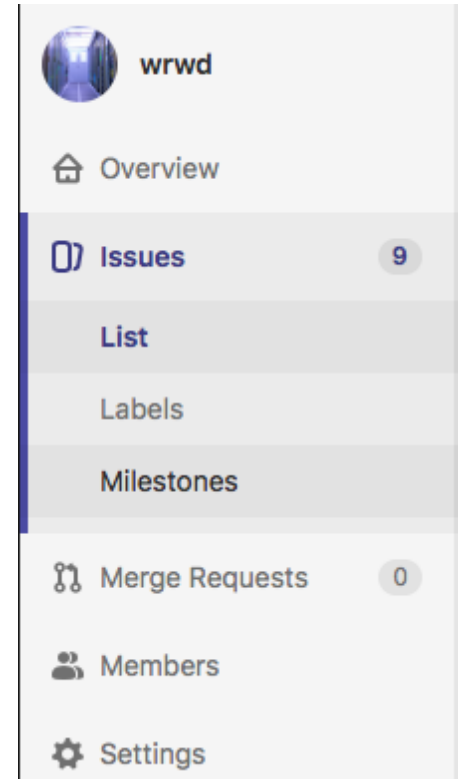 wrwd
Overview
Issues 9
List
Labels
Milestones
Merge Requests 0
Members
Settings